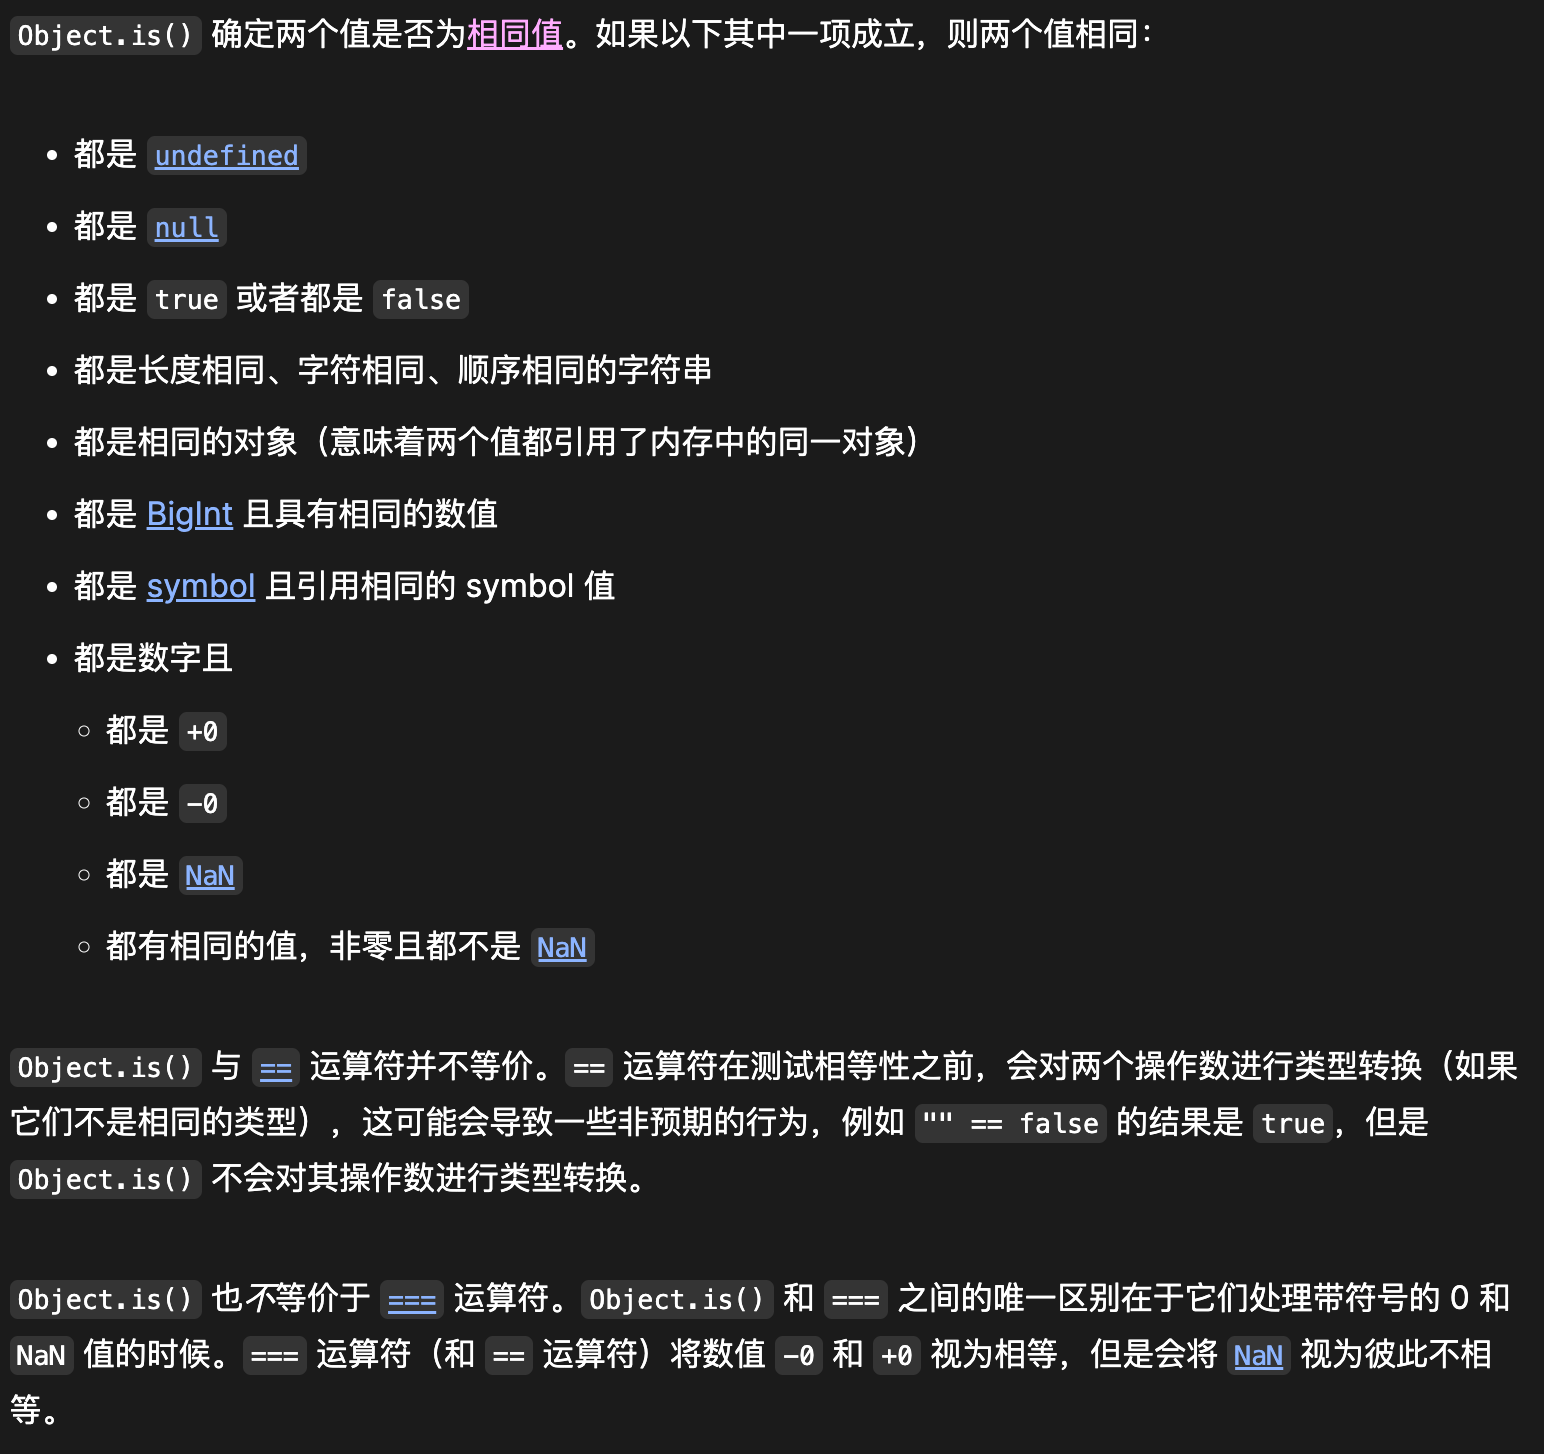 Object.is() 确定两个值是否为相同值。如果以下其中一项成立，则两个值相同：
• 都是 undefined
• 都是 null
• 都是 true 或者都是 false
• 都是长度相同、字符相同、顺序相同的字符串
• 都是相同的对象（意味着两个值都引用了内存中的同一对象）
• 都是 BigInt 且具有相同的数值
• 都是 symbol 且引用相同的 symbol 值
• 都是数字且
◦ 都是 +0
◦ 都是 -0
◦ 都是 NaN
◦ 都有相同的值，非零且都不是 NaN
Object.is() 与 == 运算符并不等价。== 运算符在测试相等性之前，会对两个操作数进行类型转换（如果
它们不是相同的类型），这可能会导致一些非预期的行为，例如 "" == false 的结果是 true，但是
Object.is() 不会对其操作数进行类型转换。
Object.is() 也不等价于 === 运算符。Object.is() 和 === 之间的唯一区别在于它们处理带符号的 0 和
NaN 值的时候。=== 运算符（和 == 运算符）将数值 -0 和 +0 视为相等，但是会将 NaN 视为彼此不相
等。